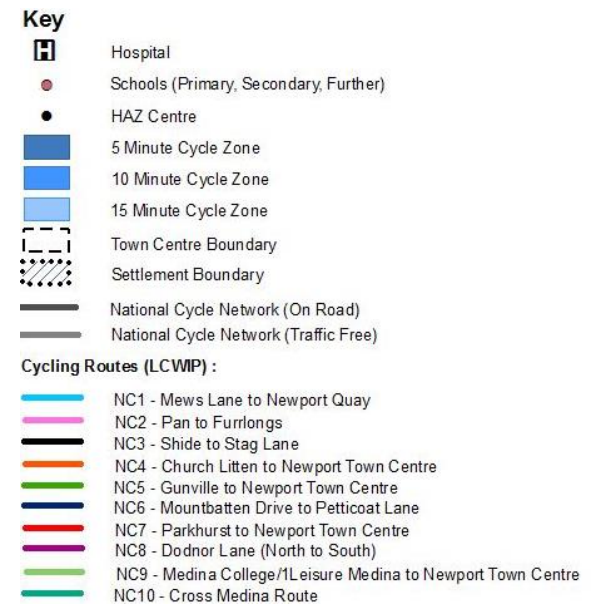 Key
H
Hospital
Schools (Primary, Secondary, Further)
HAZ Centre
5 Minute Cycle Zone
10 Minute Cycle Zone
15 Minute Cycle Zone
Town Centre Boundary
Settlement Boundary
National Cycle Network (On Road)
National Cycle Network (Traffic Free)
Cycling Routes (LCWIP) :
NC1 - Mews Lane to Newport Quay
NC2 - Pan to Furrlongs
NC3 - Shide to Stag Lane
NC4 - Church Litten to Newport Town Centre
NC5 - Gunville to Newport Town Centre
NC6 - Mountbatten Drive to Petticoat Lane
NC7 - Parkhurst to Newport Town Centre
NC8 - Dodnor Lane (North to South)
NC9 - Medina College/1Leisure Medina to Newport Town Centre
NC10 - Cross Medina Route